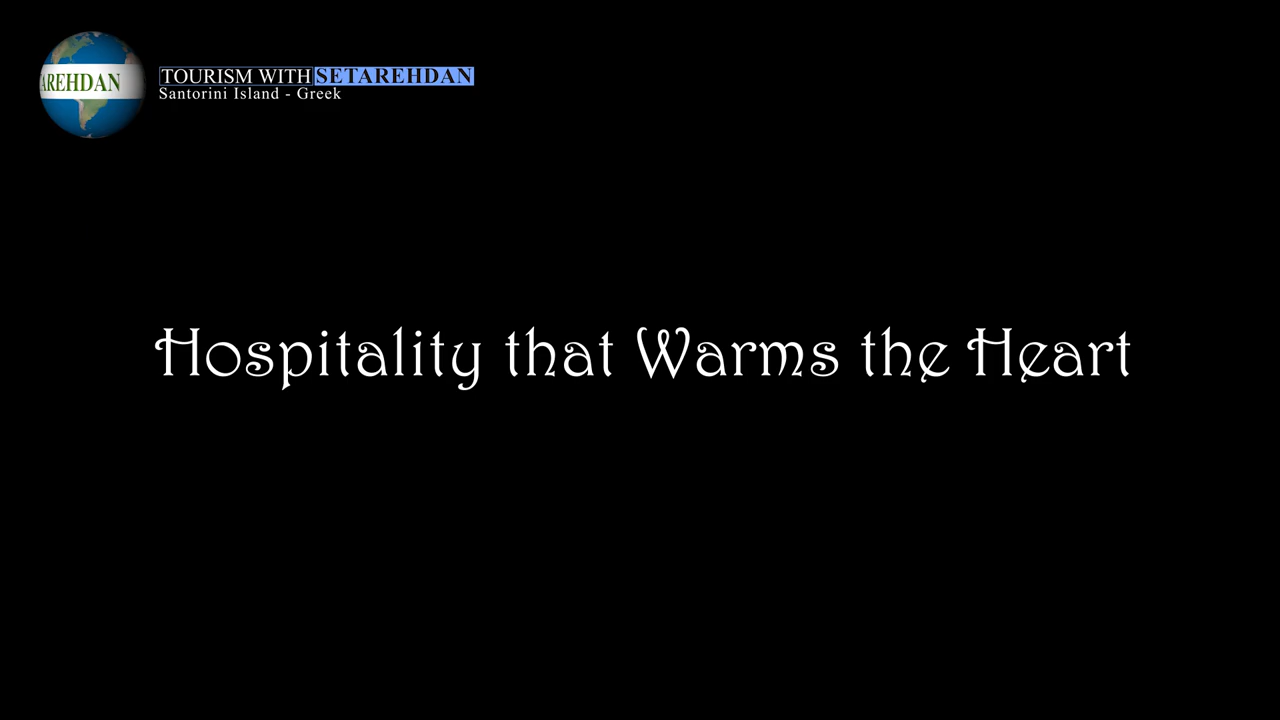 AREHDAN
TOURISM WITH SETAREHDAN
Santorini Island - Greek
Hospitality that Warms the Heart